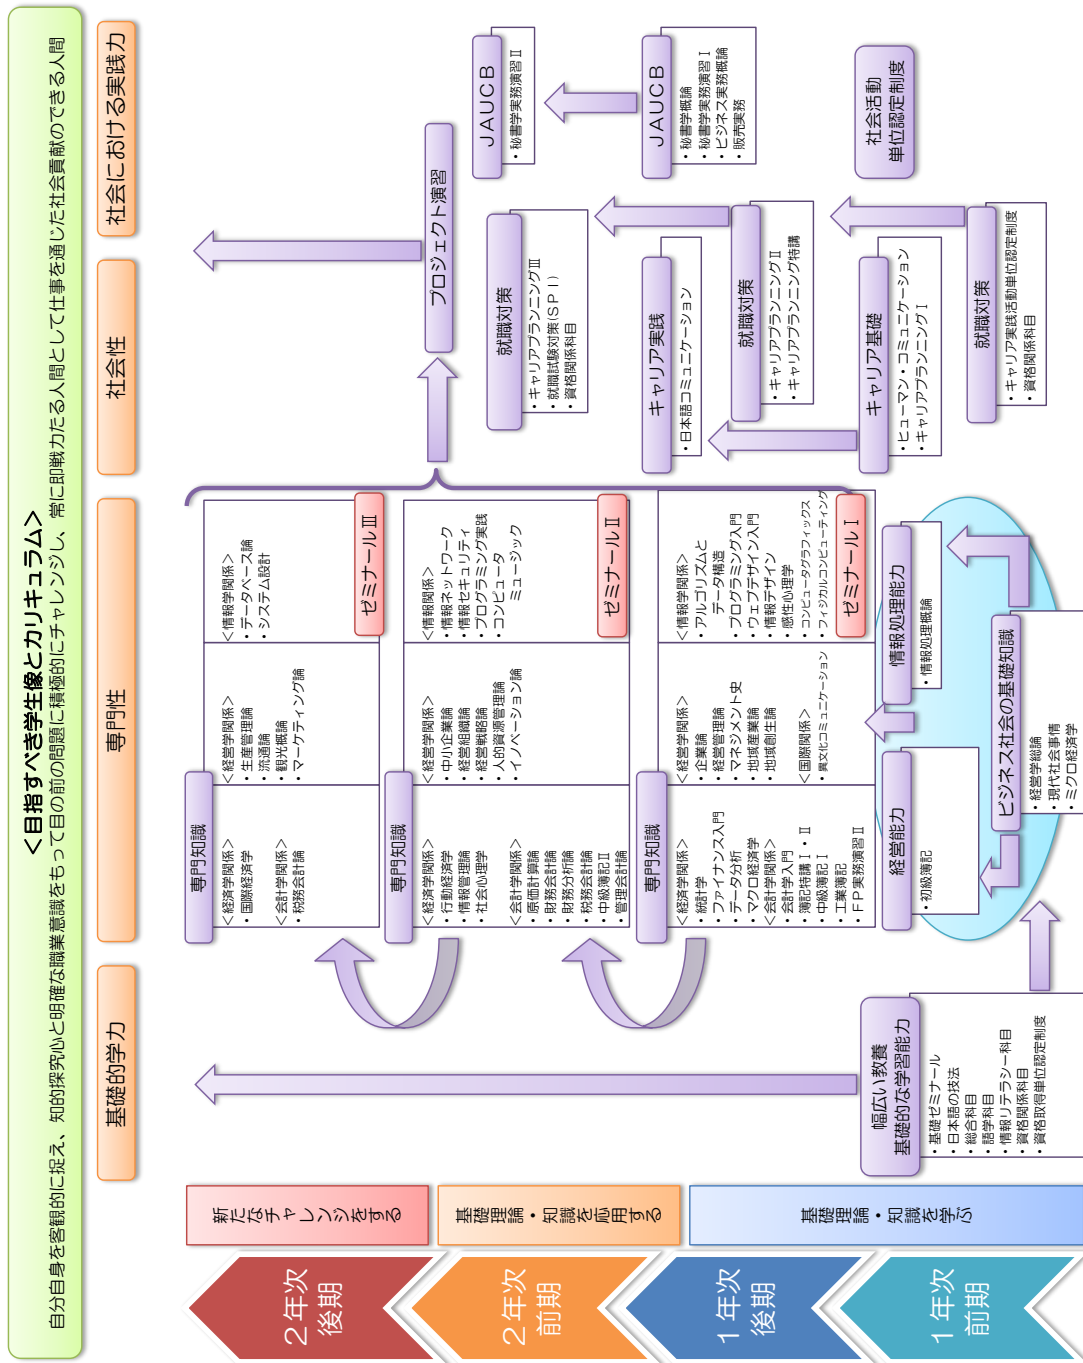 ＜目指すべき学生像とカリキュラム＞
自分自身を客観的に捉え、知的探究心と明確な職業意識をもって目の前の問題に積極的にチャレンジし、常に即戦力たる人間として仕事を通じた社会貢献のできる人間
基礎的学力
専門性
社会性
社会における実践力
2年次
後期
新たなチャレンジをする
2年次
前期
基礎理論・知識を応用する
1年次
後期
1年次
前期
基礎理論・知識を学ぶ
専門知識
＜経済学関係＞
・国際経済学
＜会計学関係＞
・税務会計論
＜経営学関係＞
・生産管理論
・流通論
・観光概論
・マーケティング論
＜情報学関係＞
・データベース論
・システム設計
ゼミナールⅢ
専門知識
＜経済学関係＞
・行動経済学
・情報管理論
・社会心理学
＜会計学関係＞
・原価計算論
・財務会計論
・財務分析論
・税務会計論
・中級簿記Ⅱ
・管理会計論
＜経営学関係＞
・中小企業論
・経営組織論
・経営戦略論
・人的資源管理論
・イノベーション論
＜情報関係＞
・情報ネットワーク
・情報セキュリティ
・プログラミング実践
・コンピュータ
ミュージック
ゼミナールⅡ
専門知識
＜経済学関係＞
・統計学
・ファイナンス入門
・データ分析
・マクロ経済学
＜会計学関係＞
・会計学入門
・簿記特講Ⅰ・Ⅱ
・中級簿記Ⅰ
・工業簿記
・ＦＰ実務演習Ⅱ
＜経営学関係＞
・企業論
・経営管理論
・マネジメント史
・地域産業論
・地域創生論
＜国際関係＞
・異文化コミュニケーション
＜情報学関係＞
・アルゴリズムと
データ構造
・プログラミング入門
・ウェブデザイン入門
・情報デザイン
・感性心理学
・コンピュータグラフィックス
・フィジカルコンピューティング
ゼミナールⅠ
経営能力
・初級簿記
情報処理能力
・情報処理概論
ビジネス社会の基礎知識
・経営学総論
・現代社会事情
・ミクロ経済学
幅広い教養
基礎的な学習能力
・基礎ゼミナール
・日本語の技法
・総合科目
・語学科目
・情報リテラシー科目
・資格関係科目
・資格取得単位認定制度
プロジェクト演習
就職対策
・キャリアプランニングⅢ
・就職試験対策(ＳＰＩ)
・資格関係科目
JAUCB
・秘書学実務演習Ⅱ
キャリア実践
・日本語コミュニケーション
就職対策
・キャリアプランニングⅡ
・キャリアプランニング特講
JAUCB
・秘書学概論
・秘書学実務演習Ⅰ
・ビジネス実務概論
・販売実務
キャリア基礎
・ヒューマン・コミュニケーション
・キャリアプランニングⅠ
就職対策
・キャリア実践活動単位認定制度
・資格関係科目
社会活動
単位認定制度